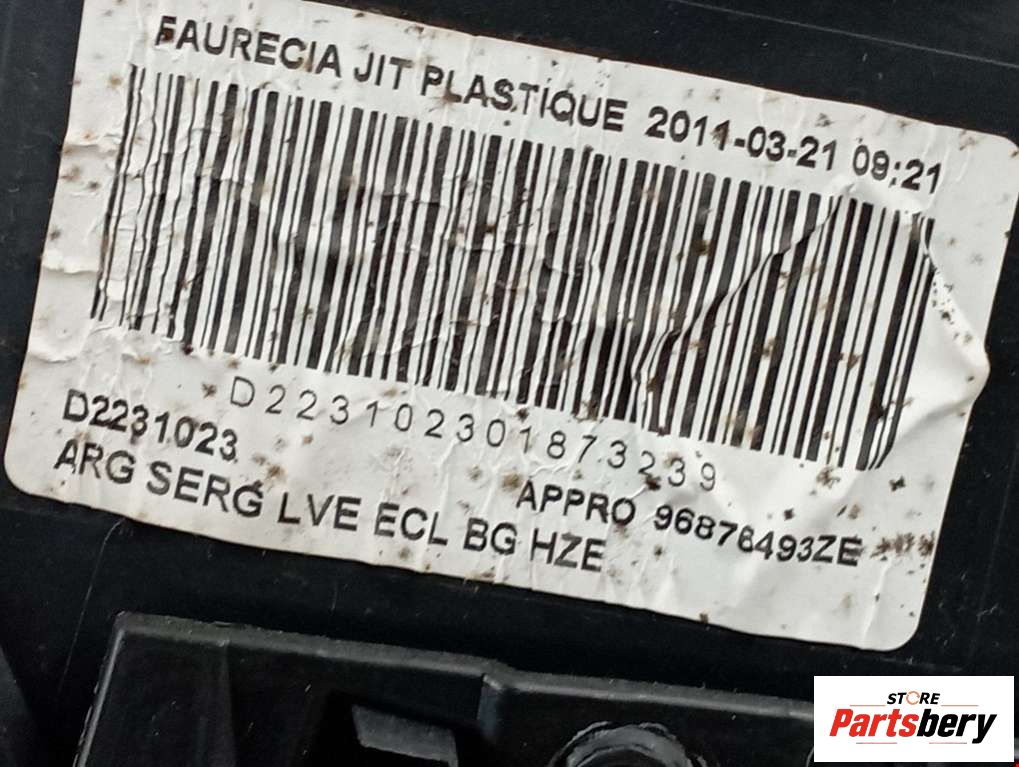 FAURECIA JIT PLASTIQUE 2011-03-21 09:21
D223102301873239
D2231023
APPRO 96876493ZE
ARG SERG LVE ECL BG HZE
STORE
Partsbery